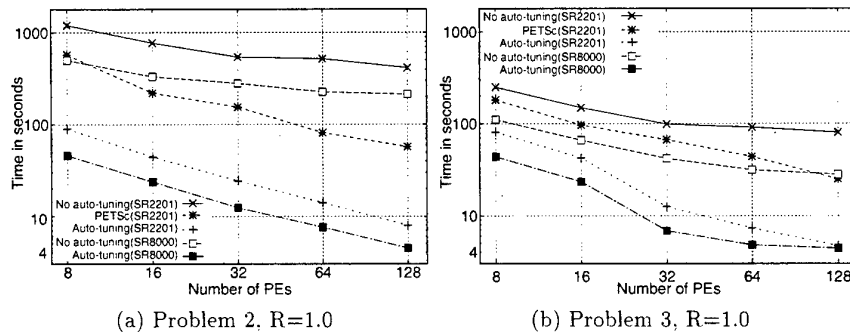 Time in seconds
1000
100
10
4
No auto-tuning(SR2201)
PETSc(SR2201)
Auto-tuning(SR2201)
No auto-tuning(SR8000)
Auto-tuning(SR8000)
8 16 32 64 128
Number of PEs
(a) Problem 2, R=1.0
Time in seconds
1000
100
10
4
No auto-tuning(SR2201)
PETSc(SR2201)
Auto-tuning(SR2201)
No auto-tuning(SR8000)
Auto-tuning(SR8000)
8 16 32 64 128
Number of PEs
(b) Problem 3, R=1.0